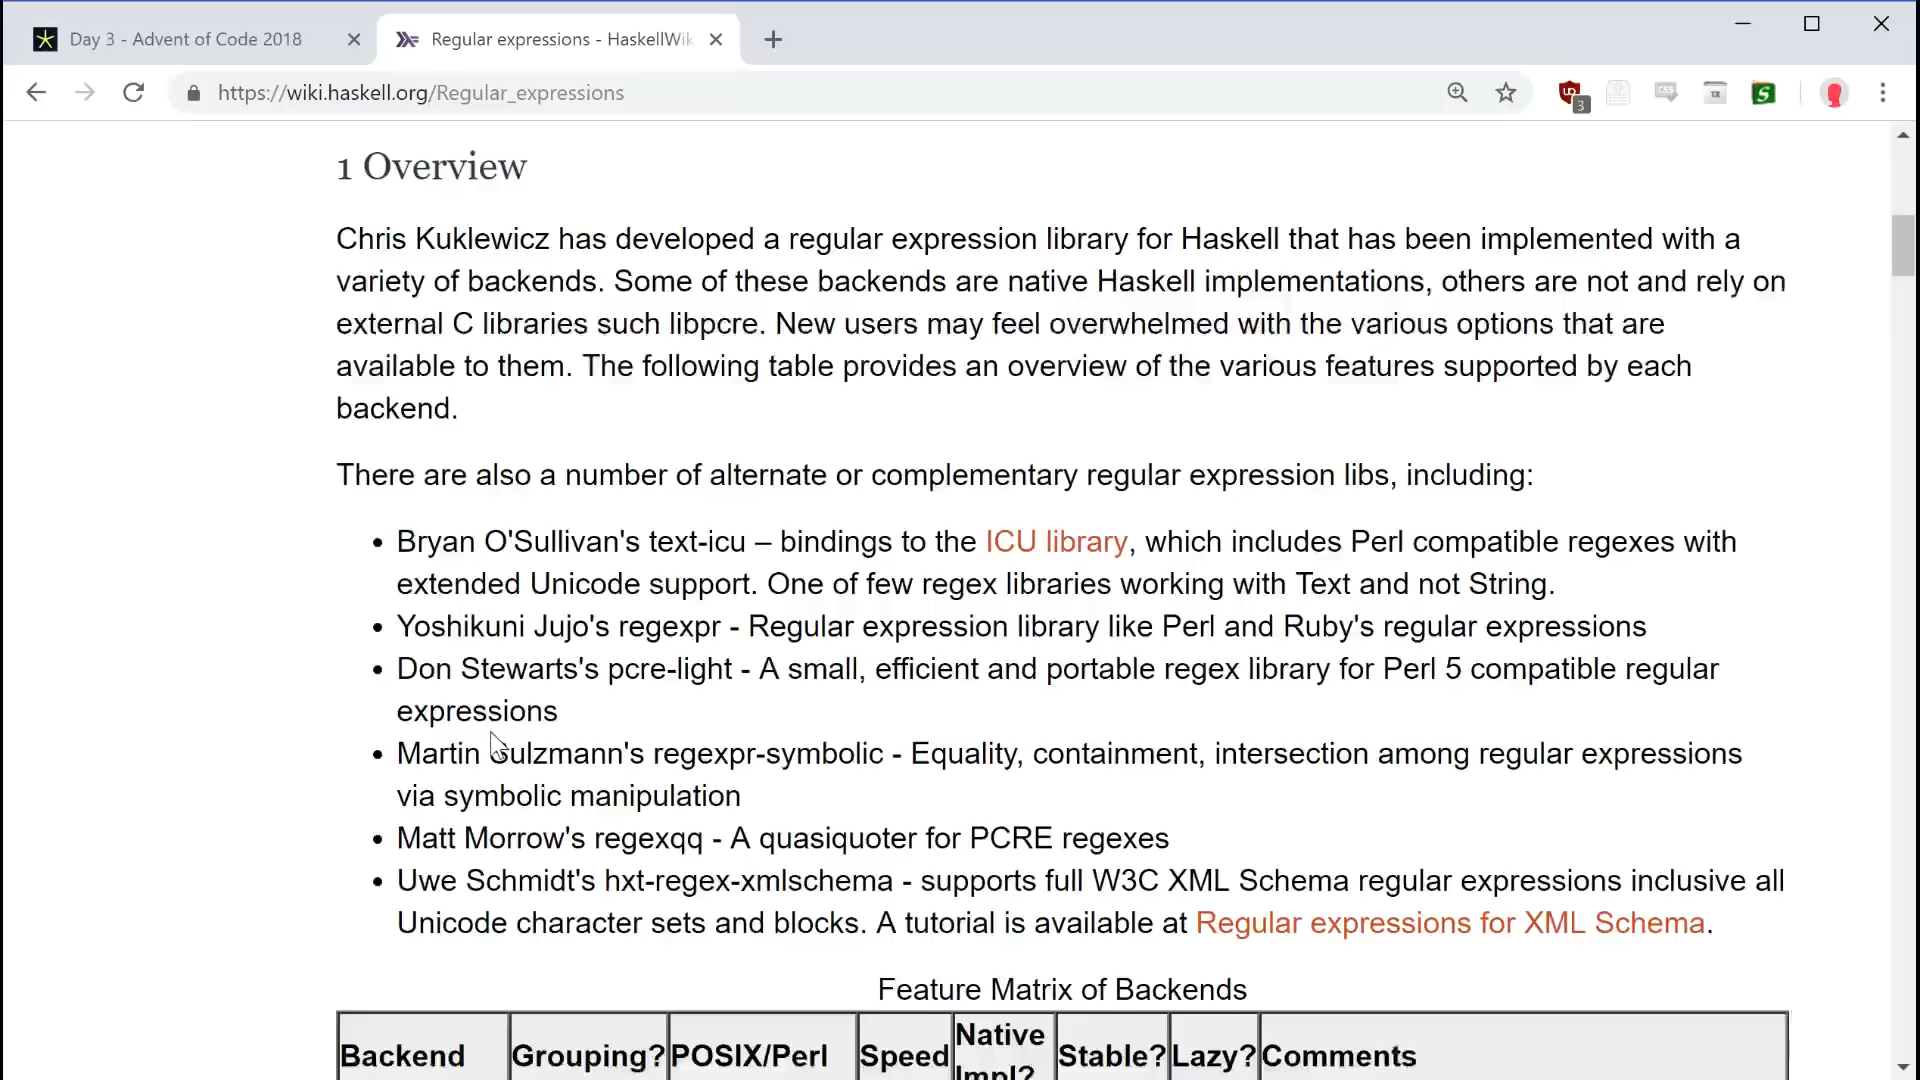 Day 3 - Advent of Code 2018
Regular expressions - HaskellWik
https://wiki.haskell.org/Regular_expressions
3
1 Overview
Chris Kuklewicz has developed a regular expression library for Haskell that has been implemented with a
variety of backends. Some of these backends are native Haskell implementations, others are not and rely on
external C libraries such libpcre. New users may feel overwhelmed with the various options that are
available to them. The following table provides an overview of the various features supported by each
backend.
There are also a number of alternate or complementary regular expression libs, including:
• Bryan O'Sullivan's text-icu – bindings to the ICU library, which includes Perl compatible regexes with
extended Unicode support. One of few regex libraries working with Text and not String.
• Yoshikuni Jujo's regexpr - Regular expression library like Perl and Ruby's regular expressions
• Don Stewarts's pcre-light - A small, efficient and portable regex library for Perl 5 compatible regular
expressions
• Martin Sulzmann's regexpr-symbolic - Equality, containment, intersection among regular expressions
via symbolic manipulation
• Matt Morrow's regexqq - A quasiquoter for PCRE regexes
• Uwe Schmidt's hxt-regex-xmlschema - supports full W3C XML Schema regular expressions inclusive all
Unicode character sets and blocks. A tutorial is available at Regular expressions for XML Schema.
Feature Matrix of Backends
Backend Grouping? POSIX/Perl Speed Native Impl? Stable? Lazy? Comments